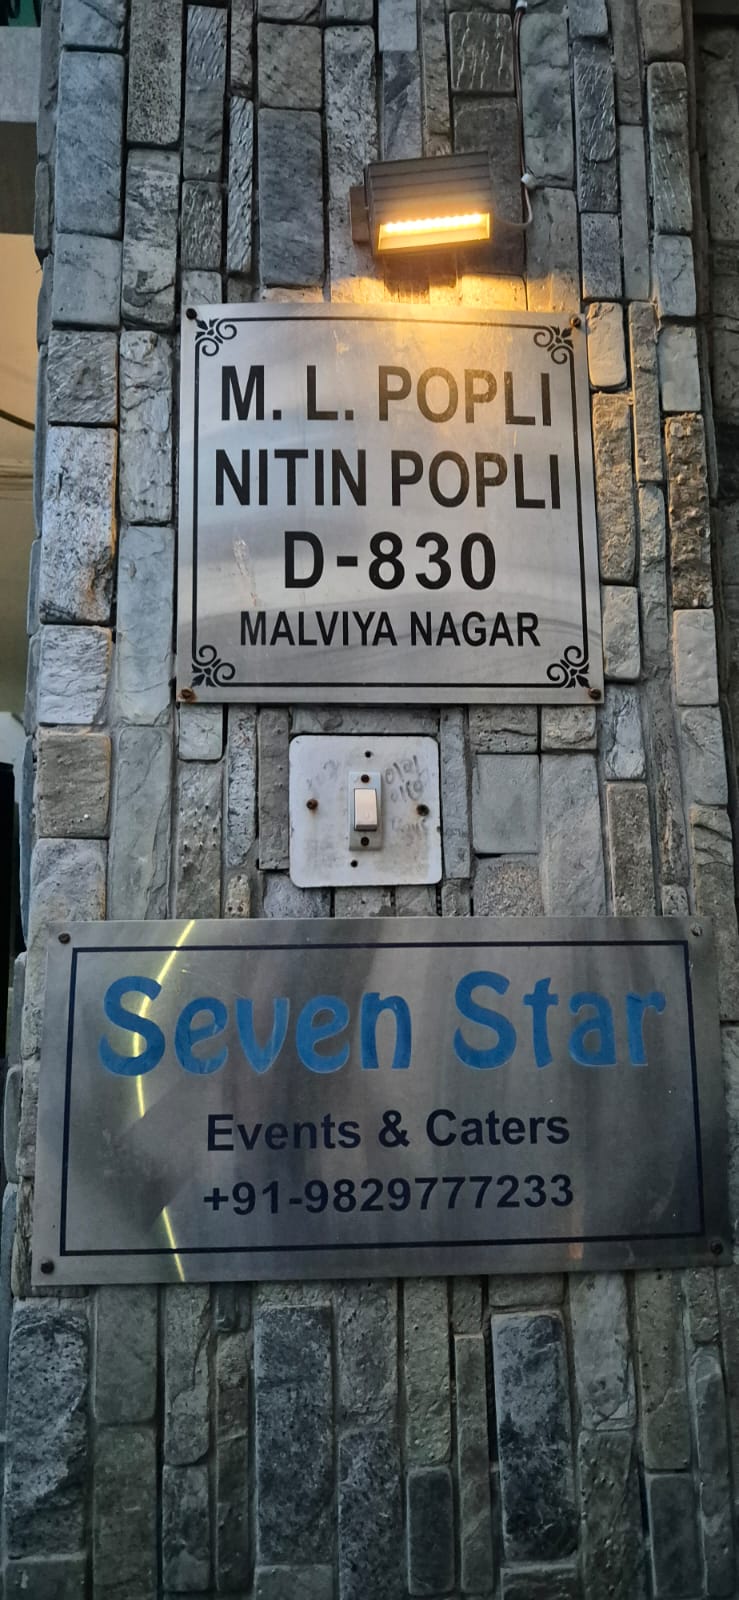 M. L. POPLI
NITIN POPLI
D-830
MALVIYA NAGAR
Seven Star
Events & Caters
+91-9829777233